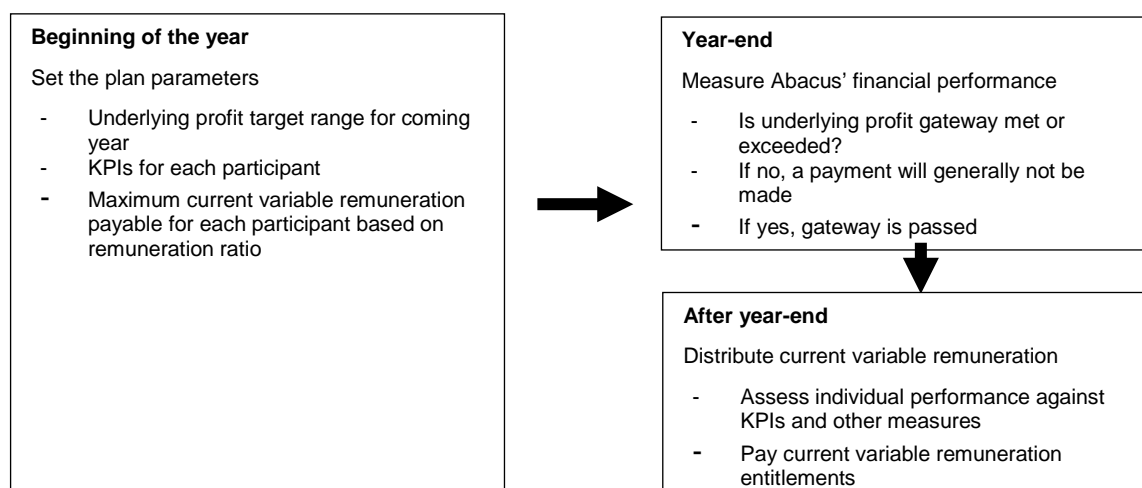 Beginning of the year
Set the plan parameters
- Underlying profit target range for coming
year
- KPIs for each participant
- Maximum current variable remuneration
payable for each participant based on
remuneration ratio
Year-end
Measure Abacus' financial performance
- Is underlying profit gateway met or
exceeded?
- If no, a payment will generally not be
made
- If yes, gateway is passed
After year-end
Distribute current variable remuneration
- Assess individual performance against
KPIs and other measures
- Pay current variable remuneration
entitlements